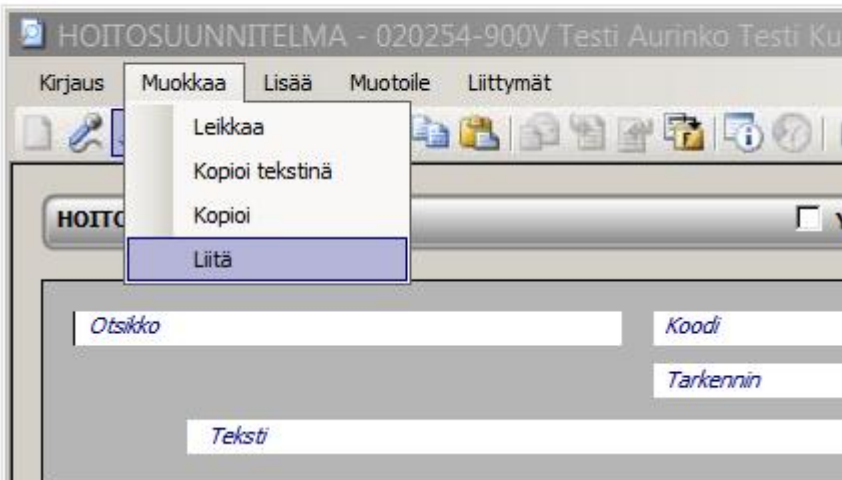 HOITOSUUNNITELMA - 020254-900V Testi Aurinko Testi Ku
Kirjaus Muokkaa Lisää Muotoile Liittymät
Leikkaa
Kopioi tekstinä
Kopioi
Liitä
HOITO
Otsikko Koodi
Tarkennin
Teksti